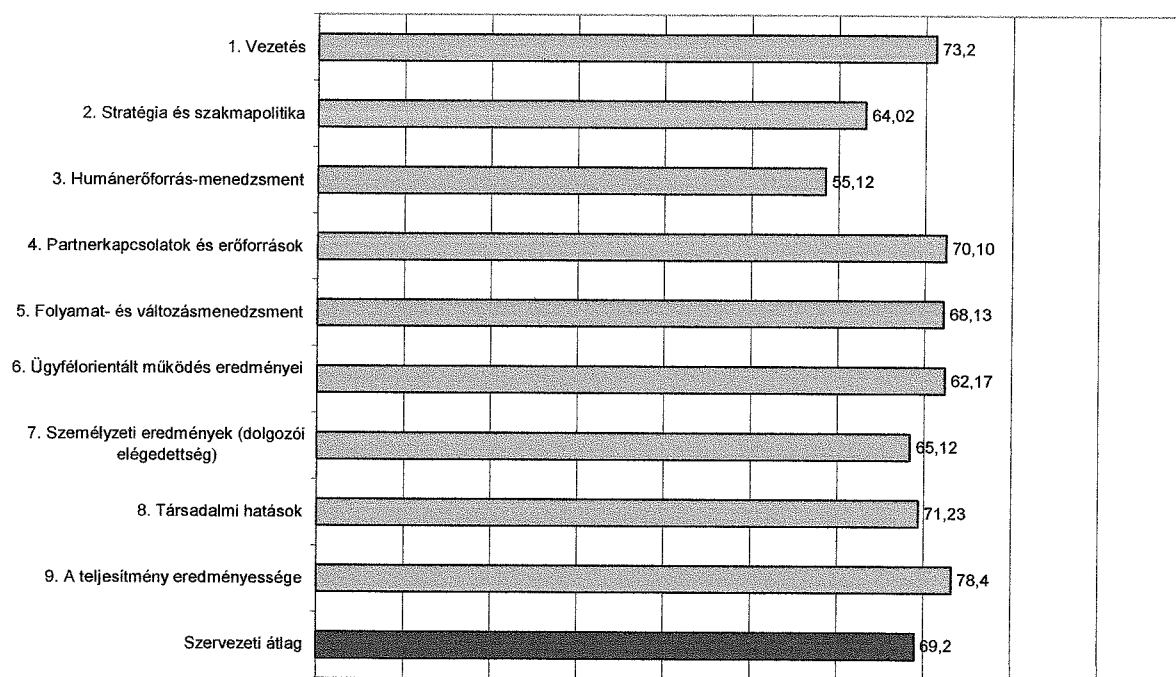 1. Vezetés 73,2
2. Stratégia és szakmapolitika 64,02
3. Humánerőforrás-menedzsment 55,12
4. Partnerkapcsolatok és erőforrások 70,10
5. Folyamat- és változásmenedzsment 68,13
6. Ügyfélorientált működés eredményei 62,17
7. Személyzeti eredmények (dolgozói
elégedettség) 65,12
8. Társadalmi hatások 71,23
9. A teljesítmény eredményessége 78,4
Szervezeti átlag 69,2